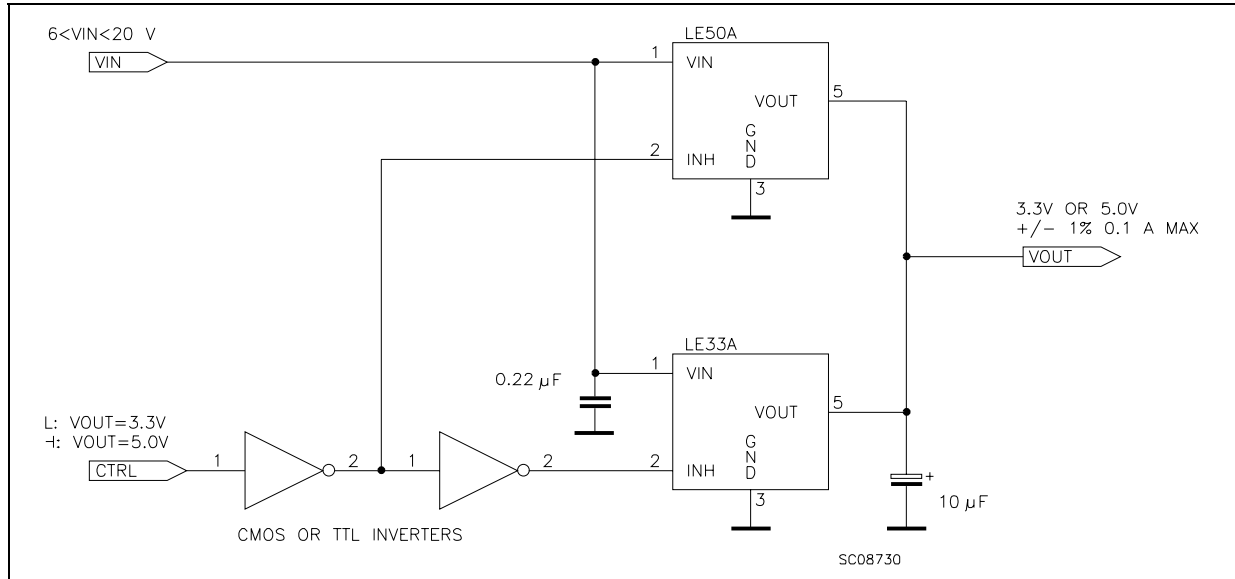 6<VIN<20 V
VIN
LE50A
1
VIN
VOUT
5
2
INH
GND
3
3.3V OR 5.0V
+/- 1% 0.1 A MAX
VOUT
LE33A
1
VIN
0.22 µF
VOUT
5
L: VOUT=3.3V
H: VOUT=5.0V
CTRL
1
2
1
2
2
INH
GND
3
+
10 µF
CMOS OR TTL INVERTERS
SC08730